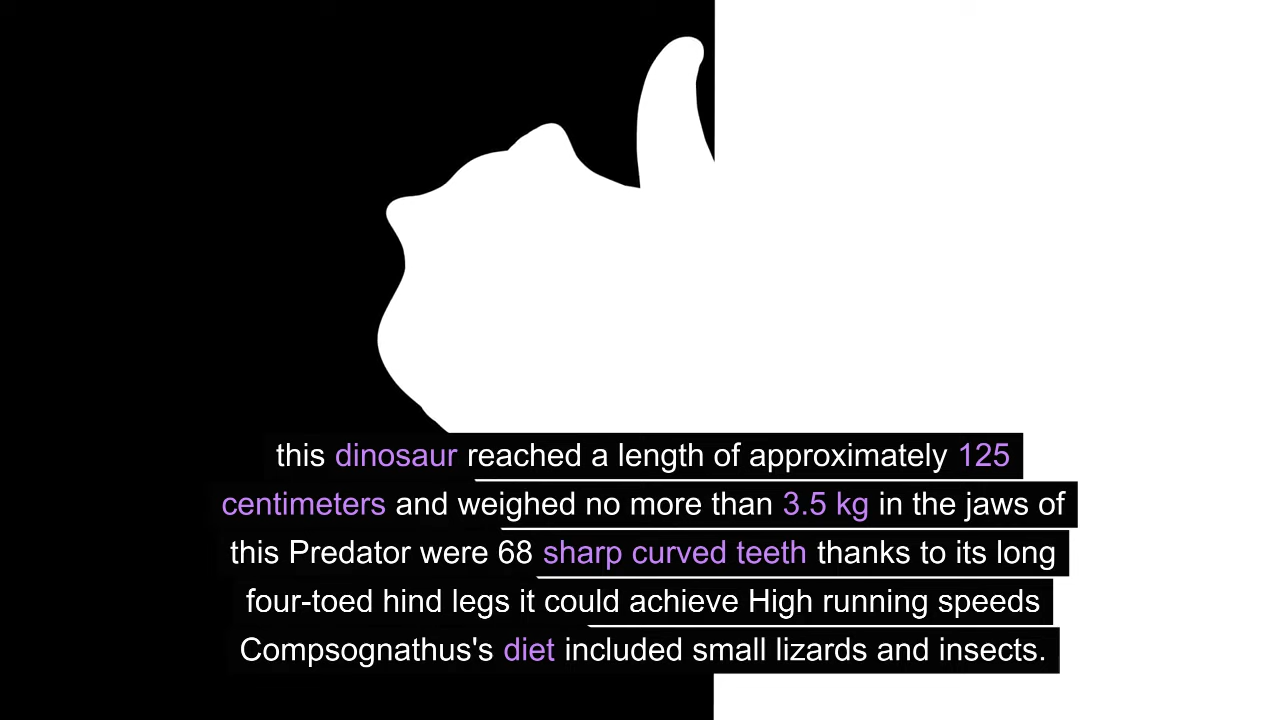 this dinosaur reached a length of approximately 125
centimeters and weighed no more than 3.5 kg in the jaws of
this Predator were 68 sharp curved teeth thanks to its long
four-toed hind legs it could achieve High running speeds
Compsognathus's diet included small lizards and insects.